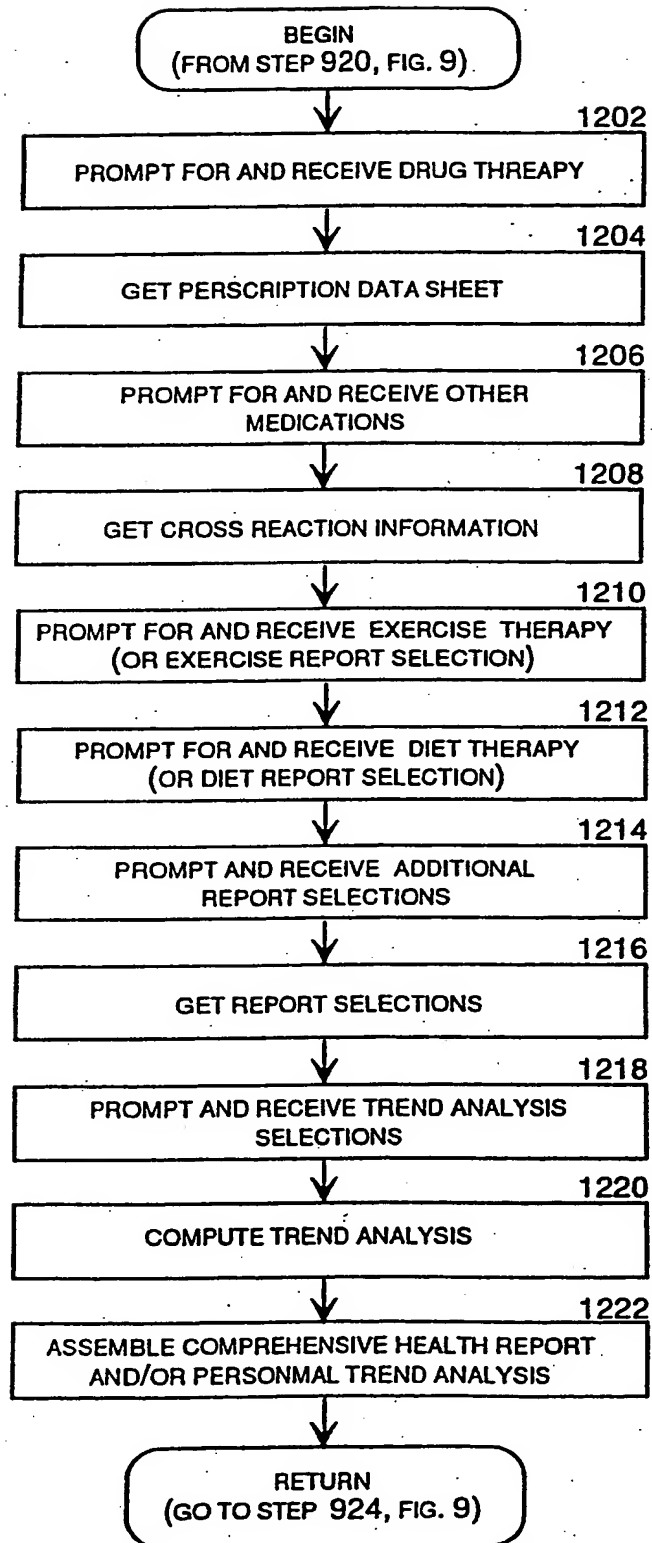 BEGIN
(FROM STEP 920, FIG. 9)
1202
PROMPT FOR AND RECEIVE DRUG THREAPY
1204
GET PERSCRIPTION DATA SHEET
1206
PROMPT FOR AND RECEIVE OTHER
MEDICATIONS
1208
GET CROSS REACTION INFORMATION
1210
PROMPT FOR AND RECEIVE EXERCISE THERAPY
(OR EXERCISE REPORT SELECTION)
1212
PROMPT FOR AND RECEIVE DIET THERAPY
(OR DIET REPORT SELECTION)
1214
PROMPT AND RECEIVE ADDITIONAL
REPORT SELECTIONS
1216
GET REPORT SELECTIONS
1218
PROMPT AND RECEIVE TREND ANALYSIS
SELECTIONS
1220
COMPUTE TREND ANALYSIS
1222
ASSEMBLE COMPREHENSIVE HEALTH REPORT
AND/OR PERSONMAL TREND ANALYSIS
RETURN
(GO TO STEP 924, FIG. 9)